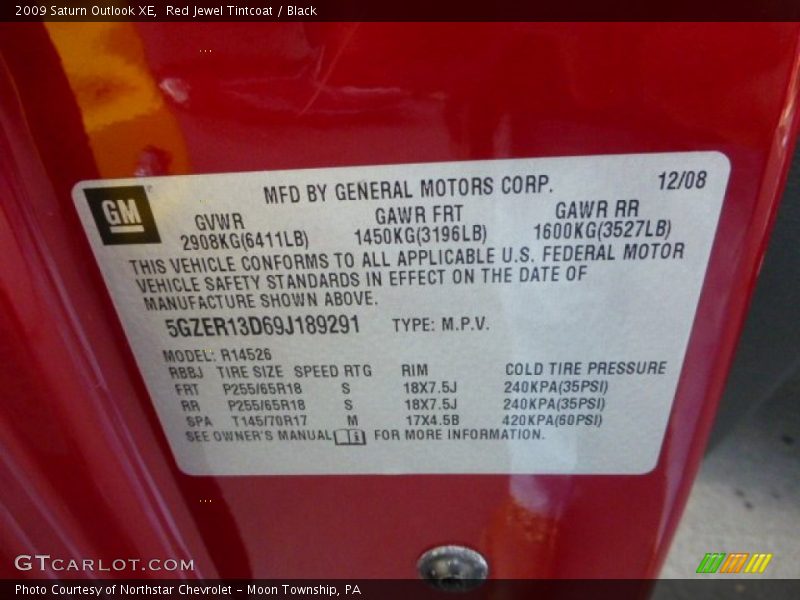 2009 Saturn Outlook XE,  Red Jewel Tintcoat / Black
GM
MFD BY GENERAL MOTORS CORP. 12/08
GVWR GAWR FRT GAWR RR
2908KG(6411LB) 1450KG(3196LB) 1600KG(3527LB)
THIS VEHICLE CONFORMS TO ALL APPLICABLE U.S. FEDERAL MOTOR
VEHICLE SAFETY STANDARDS IN EFFECT ON THE DATE OF
MANUFACTURE SHOWN ABOVE.
5GZER13D69J189291 TYPE: M.P.V.
MODEL: R14526
RBBJ TIRE SIZE SPEED RTG RIM COLD TIRE PRESSURE
FRT P255/65R18 S 18X7.5J 240KPA(35PSI)
RR P255/65R18 S 18X7.5J 240KPA(35PSI)
SPA T145/70R17 M 17X4.5B 420KPA(60PSI)
SEE OWNER'S MANUAL FOR MORE INFORMATION.
GTCARLOT.COM
Photo Courtesy of Northstar Chevrolet – Moon Township, PA